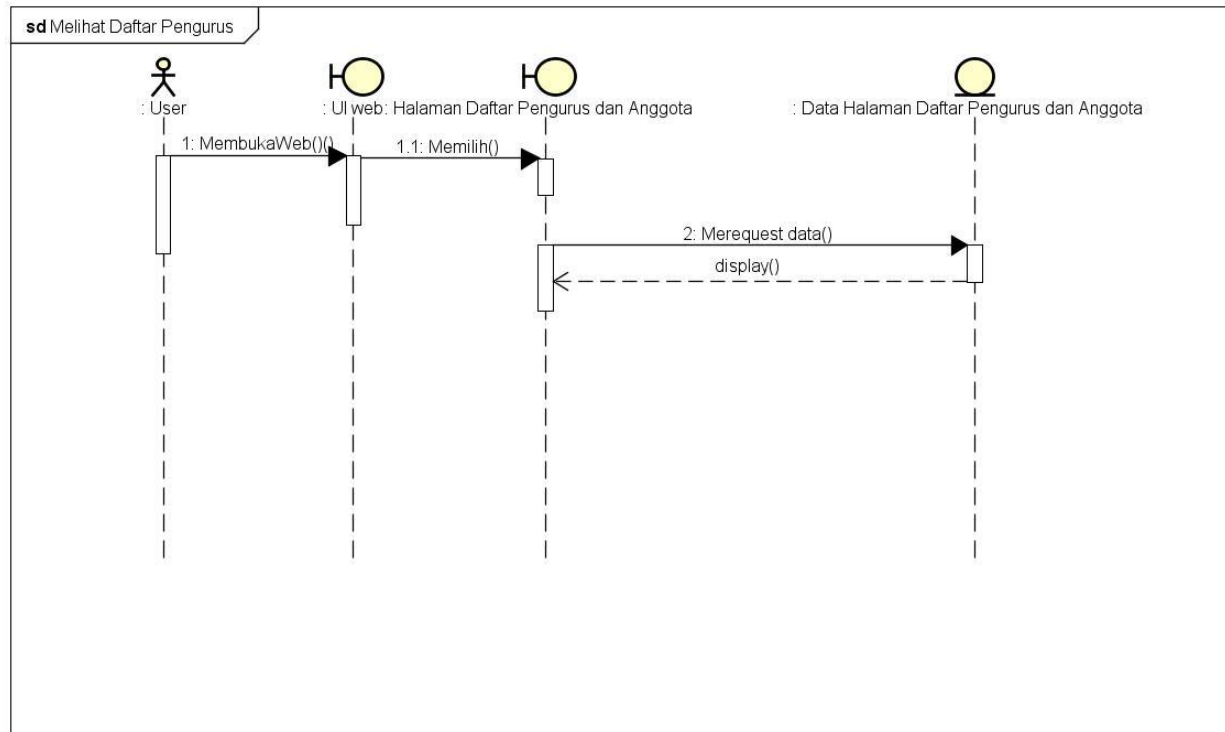 sd Melihat Daftar Pengurus
: User
: UI web
: Halaman Daftar Pengurus dan Anggota
: Data Halaman Daftar Pengurus dan Anggota
1: MembukaWeb()()
1.1: Memilih()
2: Merequest data()
display()